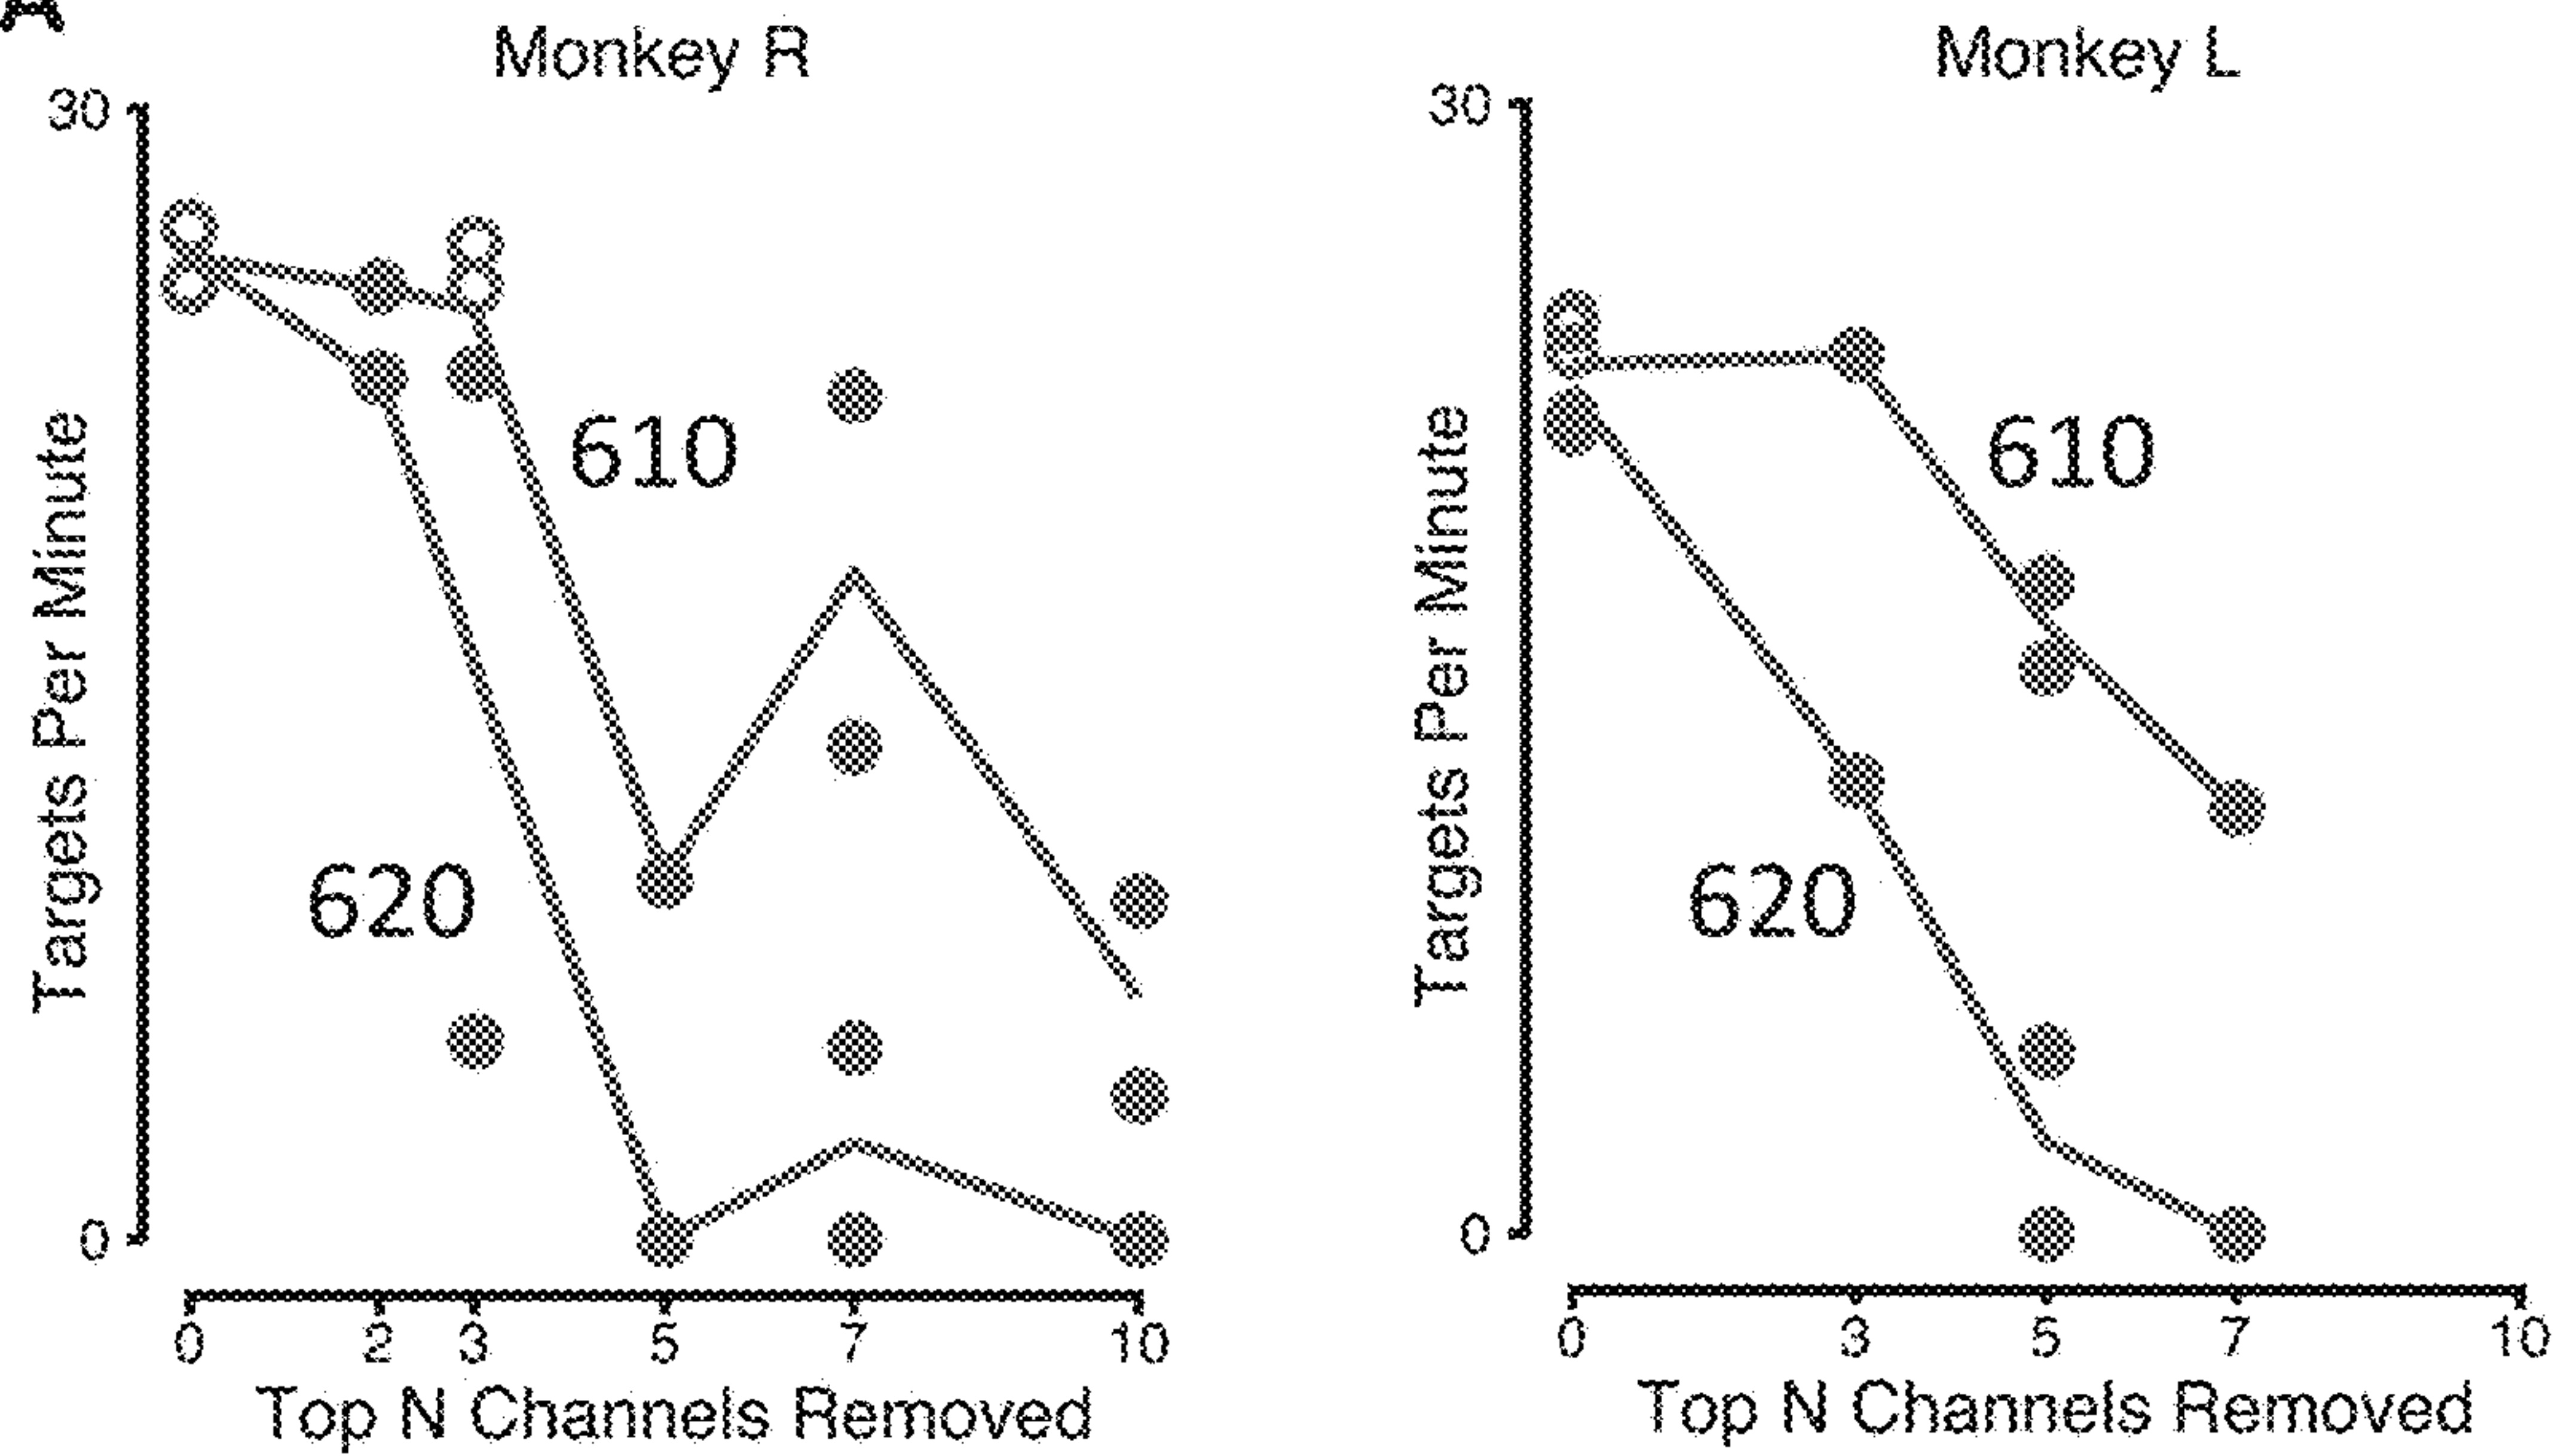 A
Monkey R
30
Targets Per Minute
610
620
0
0 2 3 5 7 10
Top N Channels Removed
Monkey L
30
Targets Per Minute
610
620
0
0 3 5 7 10
Top N Channels Removed